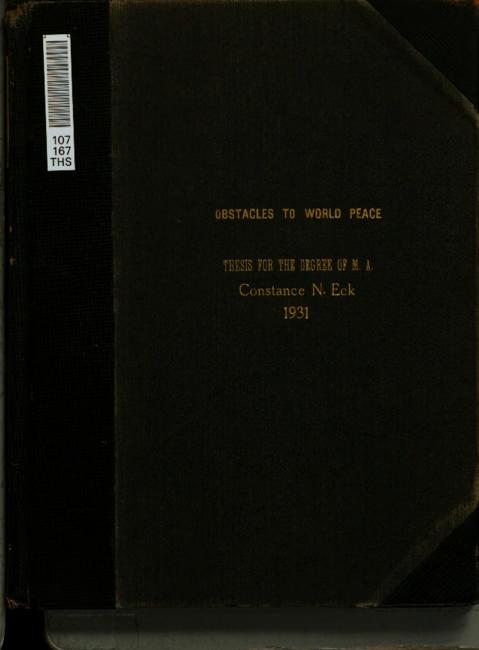 107
167
THS
OBSTACLES TO WORLD PEACE
THESIS FOR THE DEGREE OF M. A.
Constance N. Eck
1931